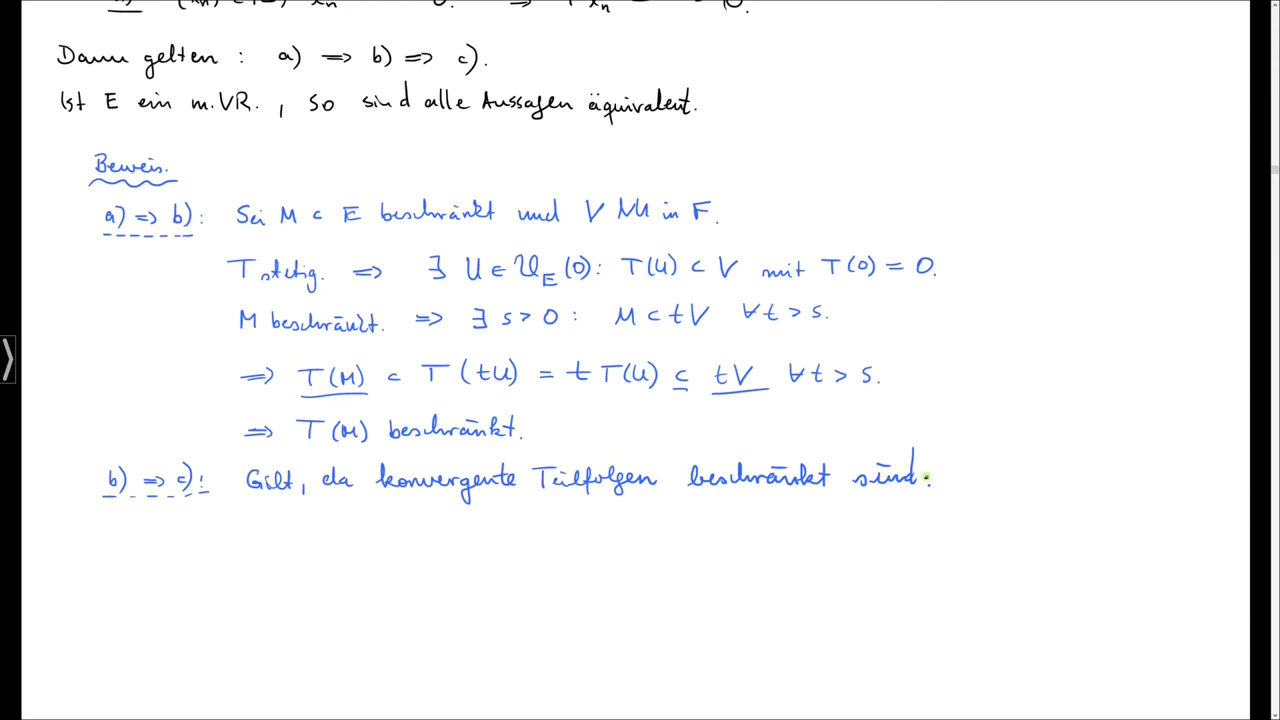 Dann gelten : a) => b) => c).
Ist E ein m.VR. , so sind alle Aussagen äquivalent.
Beweis.
a) => b): Sei M ⊂ E beschränkt und V NU in F.
T stetig. => ∃ U ∈ 𝒰_E(0): T(U) ⊂ V mit T(0) = 0.
M beschränkt. => ∃ s > 0 : M ⊂ tV ∀t > s.
=> T(M) ⊂ T(tU) = t T(U) ⊆ tV ∀t > s.
=> T(M) beschränkt.
b) => c): Gilt, da konvergente Teilfolgen beschränkt sind.